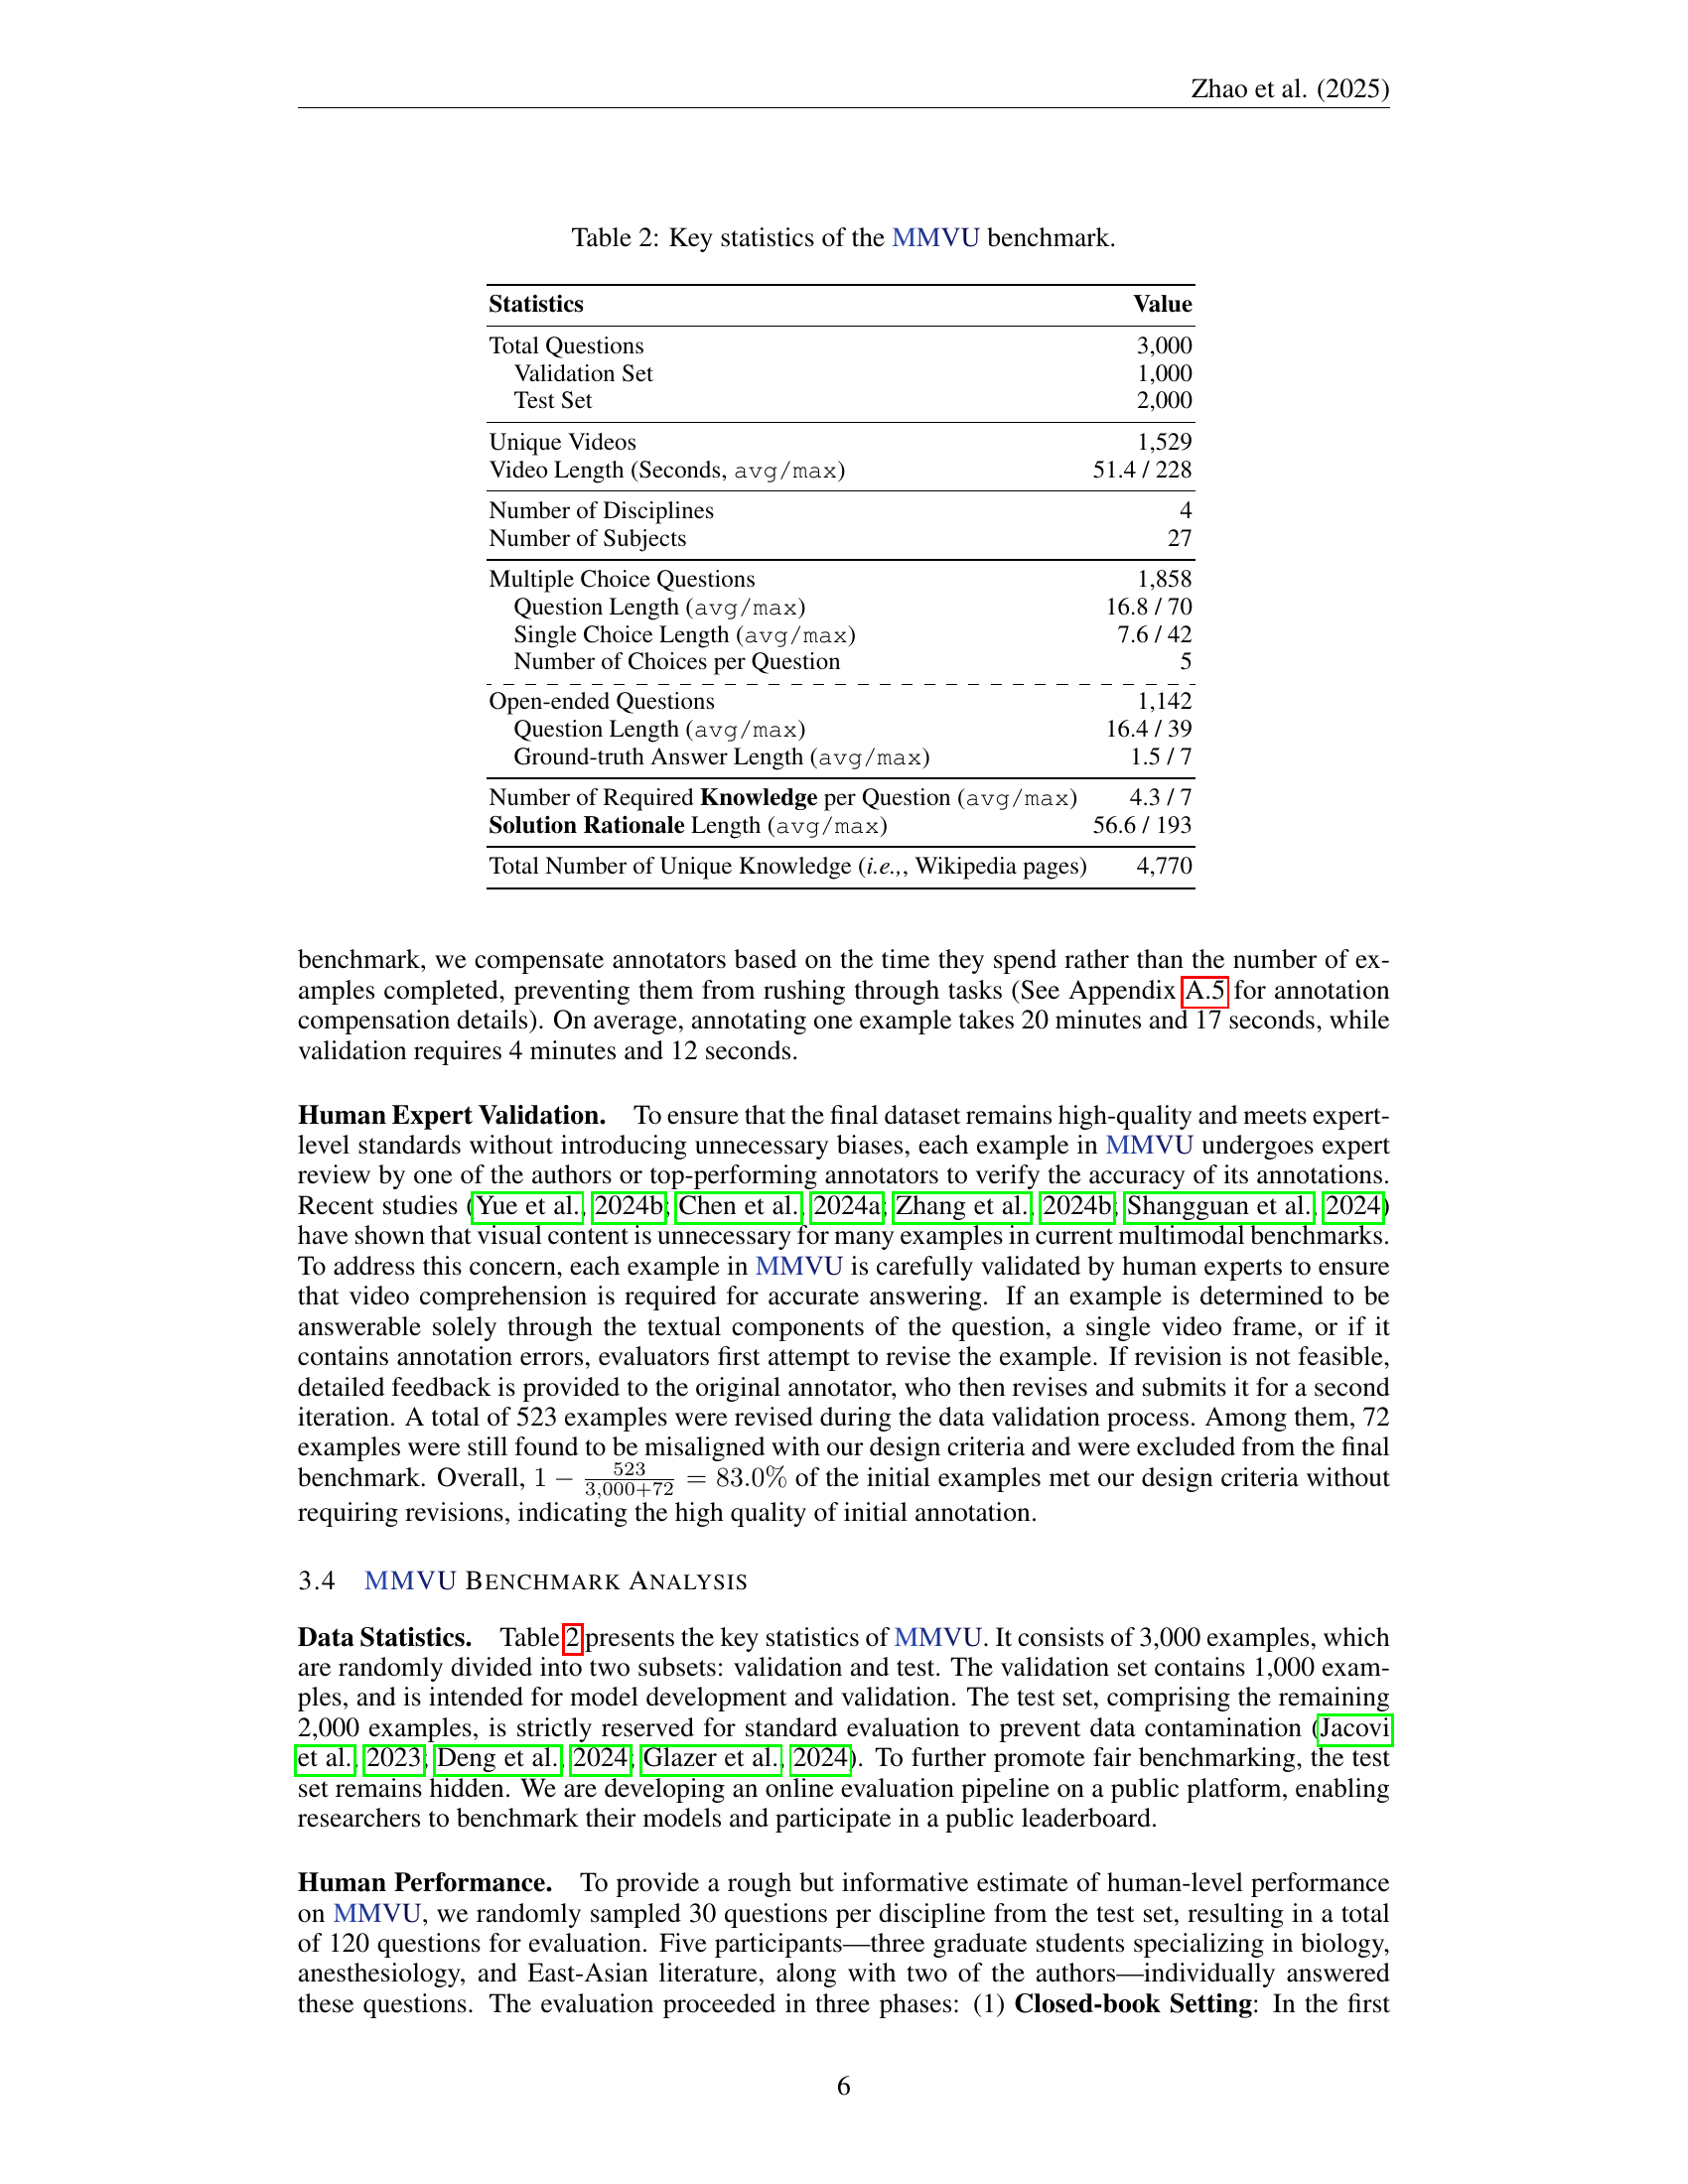 Zhao et al. (2025)
Table 2: Key statistics of the MMVU benchmark.
Statistics Value
Total Questions 3,000
Validation Set 1,000
Test Set 2,000
Unique Videos 1,529
Video Length (Seconds, avg/max) 51.4 / 228
Number of Disciplines 4
Number of Subjects 27
Multiple Choice Questions 1,858
Question Length (avg/max) 16.8 / 70
Single Choice Length (avg/max) 7.6 / 42
Number of Choices per Question 5
Open-ended Questions 1,142
Question Length (avg/max) 16.4 / 39
Ground-truth Answer Length (avg/max) 1.5 / 7
Number of Required Knowledge per Question (avg/max) 4.3 / 7
Solution Rationale Length (avg/max) 56.6 / 193
Total Number of Unique Knowledge (i.e.,, Wikipedia pages) 4,770
benchmark, we compensate annotators based on the time they spend rather than the number of ex-
amples completed, preventing them from rushing through tasks (See Appendix A.5 for annotation
compensation details). On average, annotating one example takes 20 minutes and 17 seconds, while
validation requires 4 minutes and 12 seconds.
Human Expert Validation. To ensure that the final dataset remains high-quality and meets expert-
level standards without introducing unnecessary biases, each example in MMVU undergoes expert
review by one of the authors or top-performing annotators to verify the accuracy of its annotations.
Recent studies (Yue et al., 2024b; Chen et al., 2024a; Zhang et al., 2024b; Shangguan et al., 2024)
have shown that visual content is unnecessary for many examples in current multimodal benchmarks.
To address this concern, each example in MMVU is carefully validated by human experts to ensure
that video comprehension is required for accurate answering. If an example is determined to be
answerable solely through the textual components of the question, a single video frame, or if it
contains annotation errors, evaluators first attempt to revise the example. If revision is not feasible,
detailed feedback is provided to the original annotator, who then revises and submits it for a second
iteration. A total of 523 examples were revised during the data validation process. Among them, 72
examples were still found to be misaligned with our design criteria and were excluded from the final
benchmark. Overall, 1 − 523/(3,000+72) = 83.0% of the initial examples met our design criteria without
requiring revisions, indicating the high quality of initial annotation.
3.4 MMVU BENCHMARK ANALYSIS
Data Statistics. Table 2 presents the key statistics of MMVU. It consists of 3,000 examples, which
are randomly divided into two subsets: validation and test. The validation set contains 1,000 exam-
ples, and is intended for model development and validation. The test set, comprising the remaining
2,000 examples, is strictly reserved for standard evaluation to prevent data contamination (Jacovi
et al., 2023; Deng et al., 2024; Glazer et al., 2024). To further promote fair benchmarking, the test
set remains hidden. We are developing an online evaluation pipeline on a public platform, enabling
researchers to benchmark their models and participate in a public leaderboard.
Human Performance. To provide a rough but informative estimate of human-level performance
on MMVU, we randomly sampled 30 questions per discipline from the test set, resulting in a total
of 120 questions for evaluation. Five participants—three graduate students specializing in biology,
anesthesiology, and East-Asian literature, along with two of the authors—individually answered
these questions. The evaluation proceeded in three phases: (1) Closed-book Setting: In the first
6